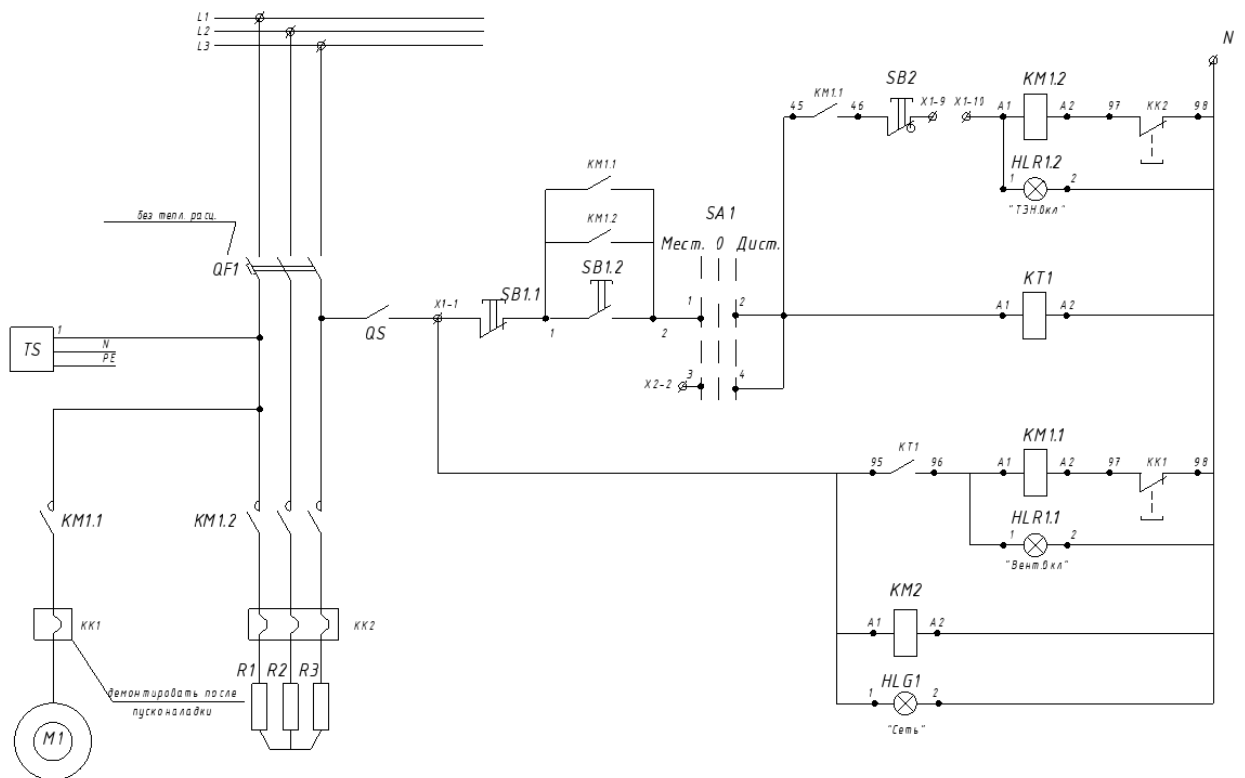 L1
L2
L3
N
SB2
KM1.2
KM1.1
X1-9
X1-10
45
46
A1
A2
97
KK2
98
HLR1.2
1
2
"ТЭН.Вкл"
KM1.1
KM1.2
SA1
Мест. 0 Дист.
без тепл. расц.
QF1
SB1.2
KT1
X1-1
SB1.1
1
2
1
2
A1
A2
QS
TS
1
N
PE
X2-2
3
4
KM1.1
KT1
95
96
A1
A2
97
KK1
98
KM1.1
KM1.2
HLR1.1
1
2
"Вент.Вкл"
KM2
A1
A2
KK1
KK2
R1
R2
R3
HLG1
1
2
"Сеть"
демонтировать после
пусконаладки
M1